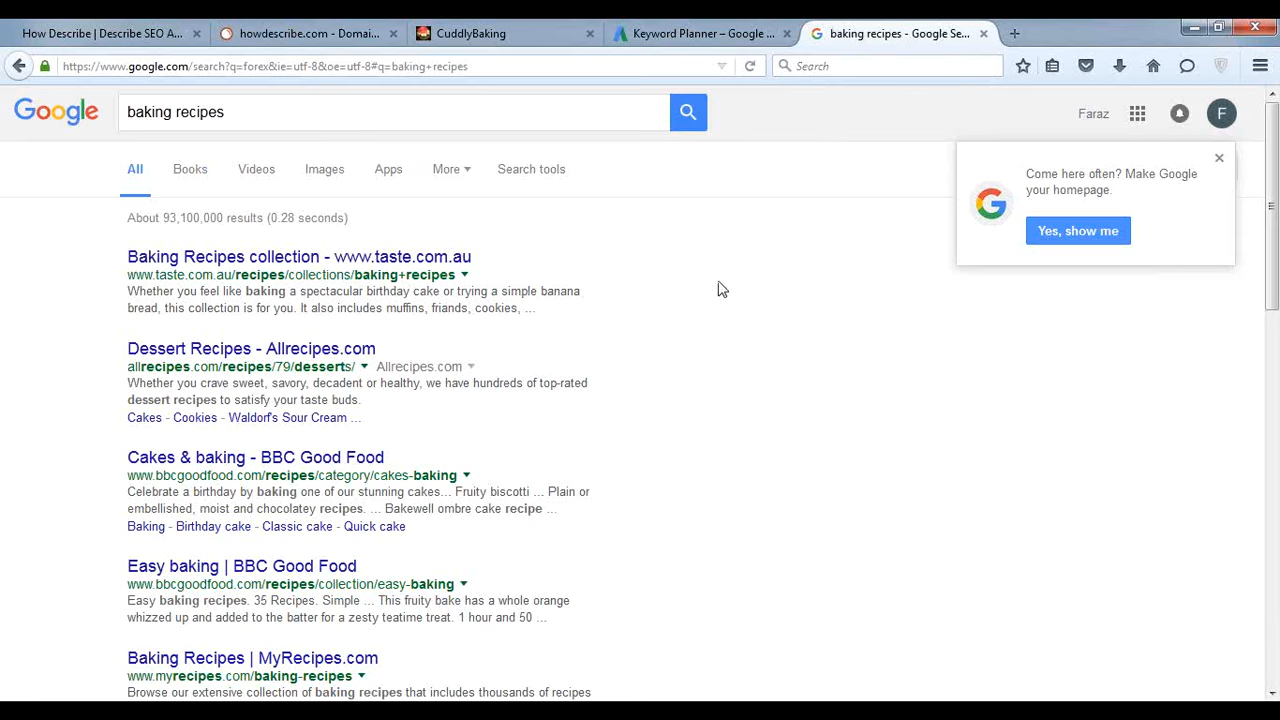 How Describe | Describe SEO A... howdescribe.com - Domai... CuddlyBaking Keyword Planner – Google ... baking recipes - Google Se...
https://www.google.com/search?q=forex&ie=utf-8&oe=utf-8#q=baking+recipes Search
Google baking recipes Faraz F
All Books Videos Images Apps More Search tools
Come here often? Make Google
your homepage.
Yes, show me
About 93,100,000 results (0.28 seconds)
Baking Recipes collection - www.taste.com.au
www.taste.com.au/recipes/collections/baking+recipes
Whether you feel like baking a spectacular birthday cake or trying a simple banana
bread, this collection is for you. It also includes muffins, friands, cookies, ...
Dessert Recipes - Allrecipes.com
allrecipes.com/recipes/79/desserts/ Allrecipes.com
Whether you crave sweet, savory, decadent or healthy, we have hundreds of top-rated
dessert recipes to satisfy your taste buds.
Cakes - Cookies - Waldorf's Sour Cream ...
Cakes & baking - BBC Good Food
www.bbcgoodfood.com/recipes/category/cakes-baking
Celebrate a birthday by baking one of our stunning cakes... Fruity biscotti ... Plain or
embellished, moist and chocolatey recipes. ... Bakewell ombre cake recipe ...
Baking - Birthday cake - Classic cake - Quick cake
Easy baking | BBC Good Food
www.bbcgoodfood.com/recipes/collection/easy-baking
Easy baking recipes. 35 Recipes. Simple ... This fruity bake has a whole orange
whizzed up and added to the batter for a zesty teatime treat. 1 hour and 50 ...
Baking Recipes | MyRecipes.com
www.myrecipes.com/baking-recipes
Browse our extensive collection of baking recipes that includes thousands of recipes